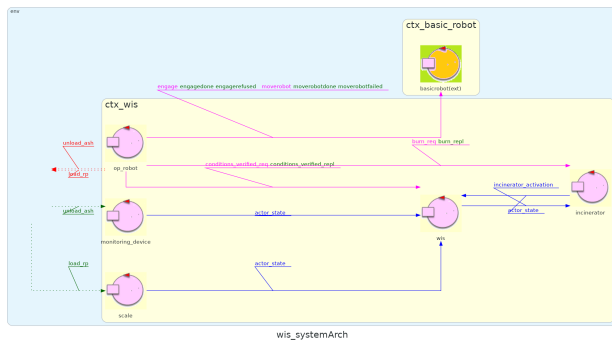 env
ctx_basic_robot
basicrobot(ext)
engage engagedone engagerefused moverobot moverobotdone moverobotfailed
ctx_wis
unload_ash
burn_req burn_repl
op_robot
conditions_verified_req conditions_verified_repl
load_rp
incinerator_activation
unload_ash
actor_state
actor_state
incinerator
monitoring_device
wis
load_rp
actor_state
scale
wis_systemArch